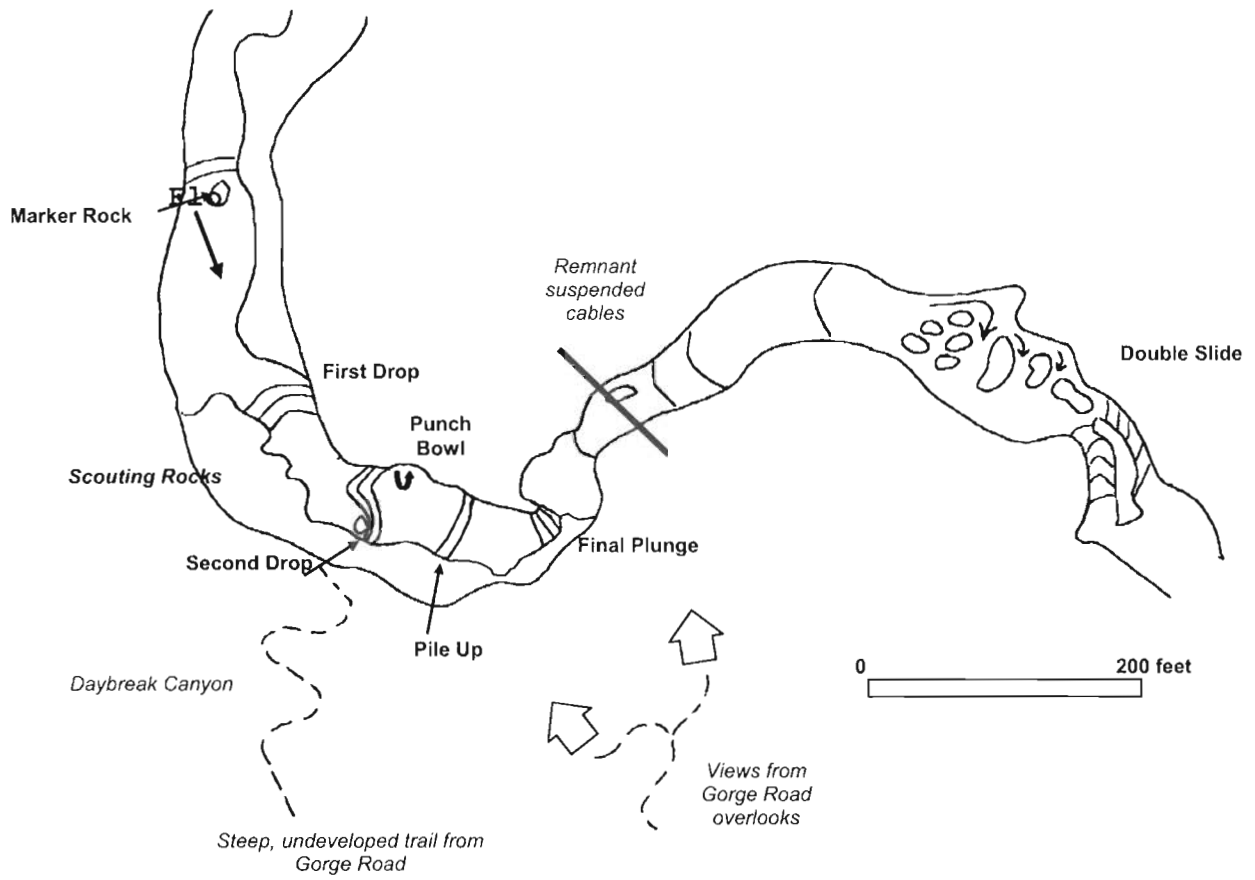 Marker Rock
Remnant
suspended
cables
First Drop
Double Slide
Punch
Bowl
Scouting Rocks
Second Drop
Final Plunge
Pile Up
0 200 feet
Daybreak Canyon
Views from
Gorge Road
overlooks
Steep, undeveloped trail from
Gorge Road